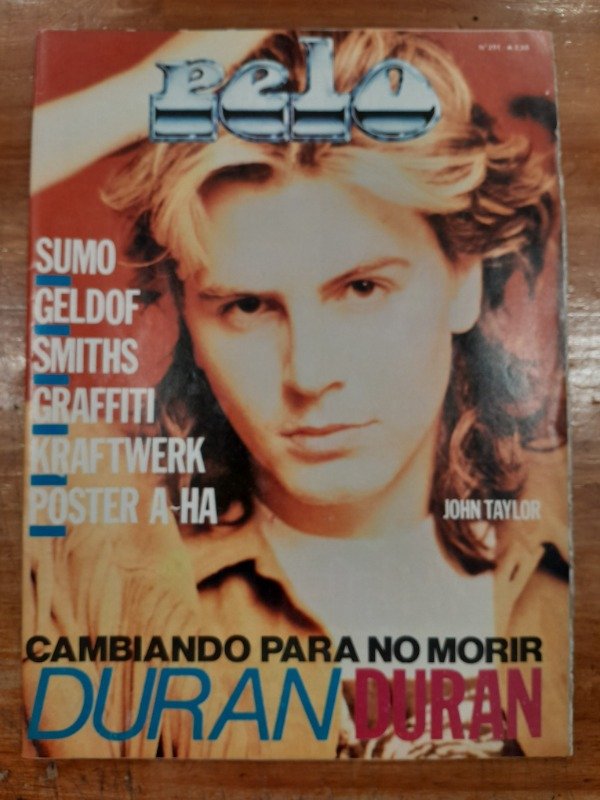 pelo
SUMO
GELDOF
SMITHS
GRAFFITI
KRAFTWERK
POSTER A-HA
JOHN TAYLOR
CAMBIANDO PARA NO MORIR
DURAN DURAN